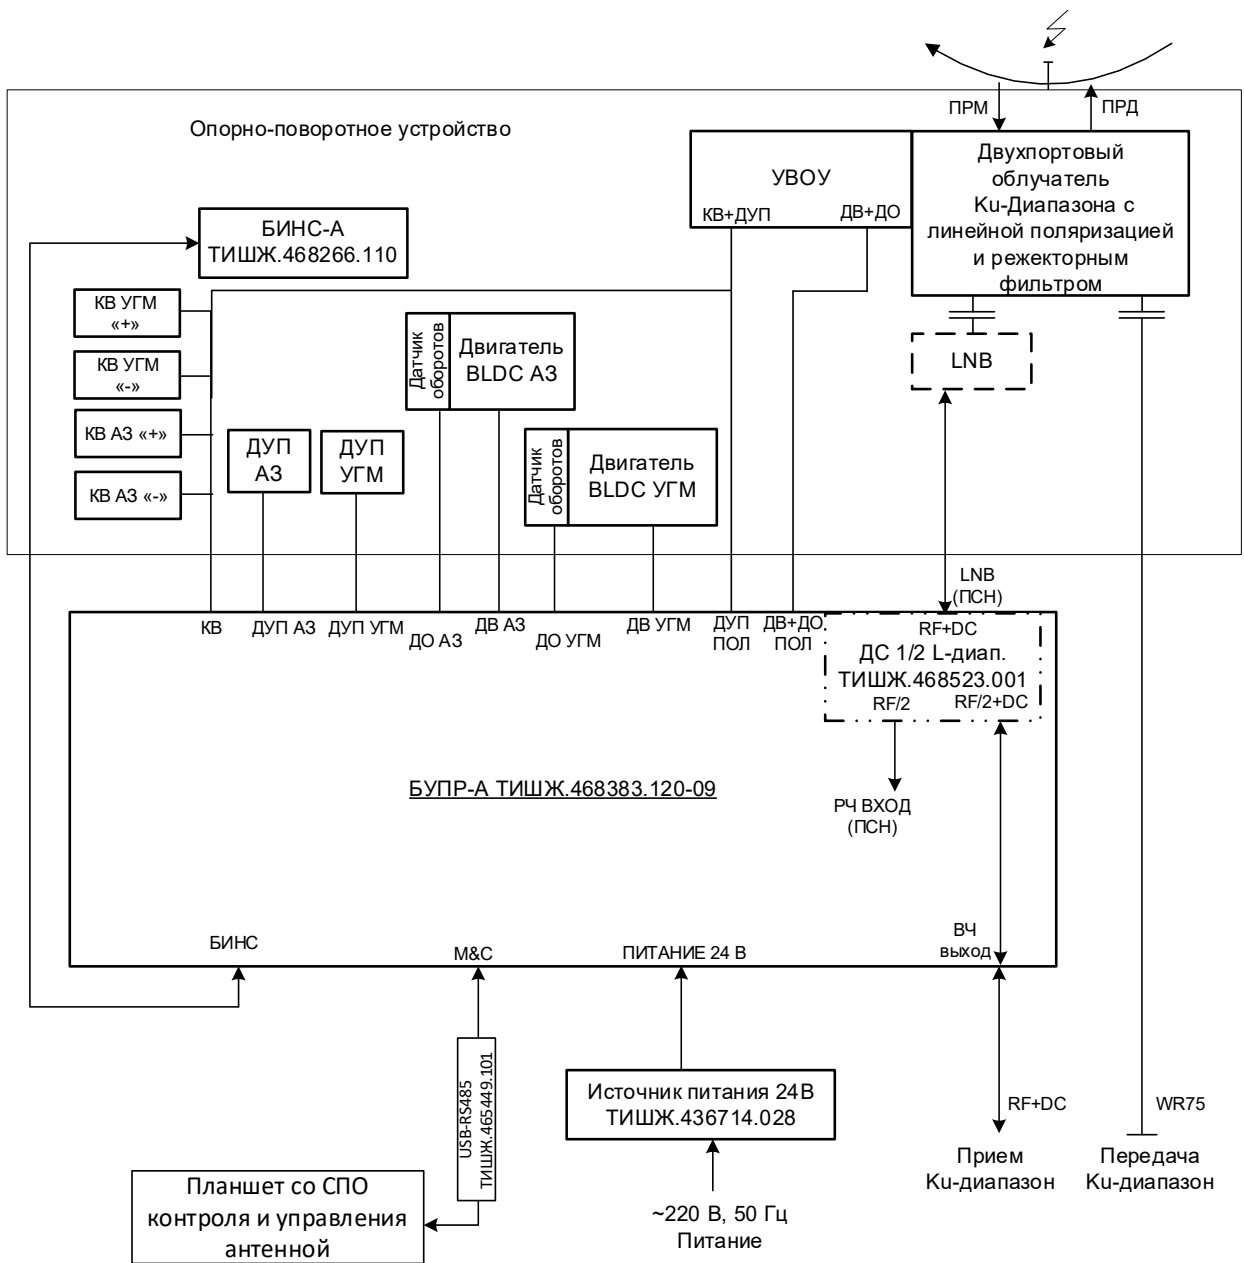 ПРМ
ПРД
Опорно-поворотное устройство
УВОУ
КВ+ДУП
ДВ+ДО
Двухпортовый
облучатель
Ku-Диапазона с
линейной поляризацией
и режекторным
фильтром
БИНС-А
ТИШЖ.468266.110
КВ УГМ
«+»
КВ УГМ
«-»
КВ АЗ «+»
КВ АЗ «-»
ДУП
АЗ
ДУП
УГМ
Датчик
оборотов
Двигатель
BLDC АЗ
Датчик
оборотов
Двигатель
BLDC УГМ
LNB
LNB
(ПСН)
КВ
ДУП АЗ
ДУП УГМ
ДО АЗ
ДВ АЗ
ДО УГМ
ДВ УГМ
ДУП
ПОЛ
ДВ+ДО
ПОЛ
RF+DC
ДС 1/2 L-диап.
ТИШЖ.468523.001
RF/2
RF/2+DC
БУПР-А ТИШЖ.468383.120-09
РЧ ВХОД
(ПСН)
БИНС
M&C
ПИТАНИЕ 24 В
ВЧ
выход
USB-RS485
ТИШЖ.465449.101
Источник питания 24В
ТИШЖ.436714.028
RF+DC
WR75
Прием
Ku-диапазон
Передача
Ku-диапазон
Планшет со СПО
контроля и управления
антенной
~220 В, 50 Гц
Питание